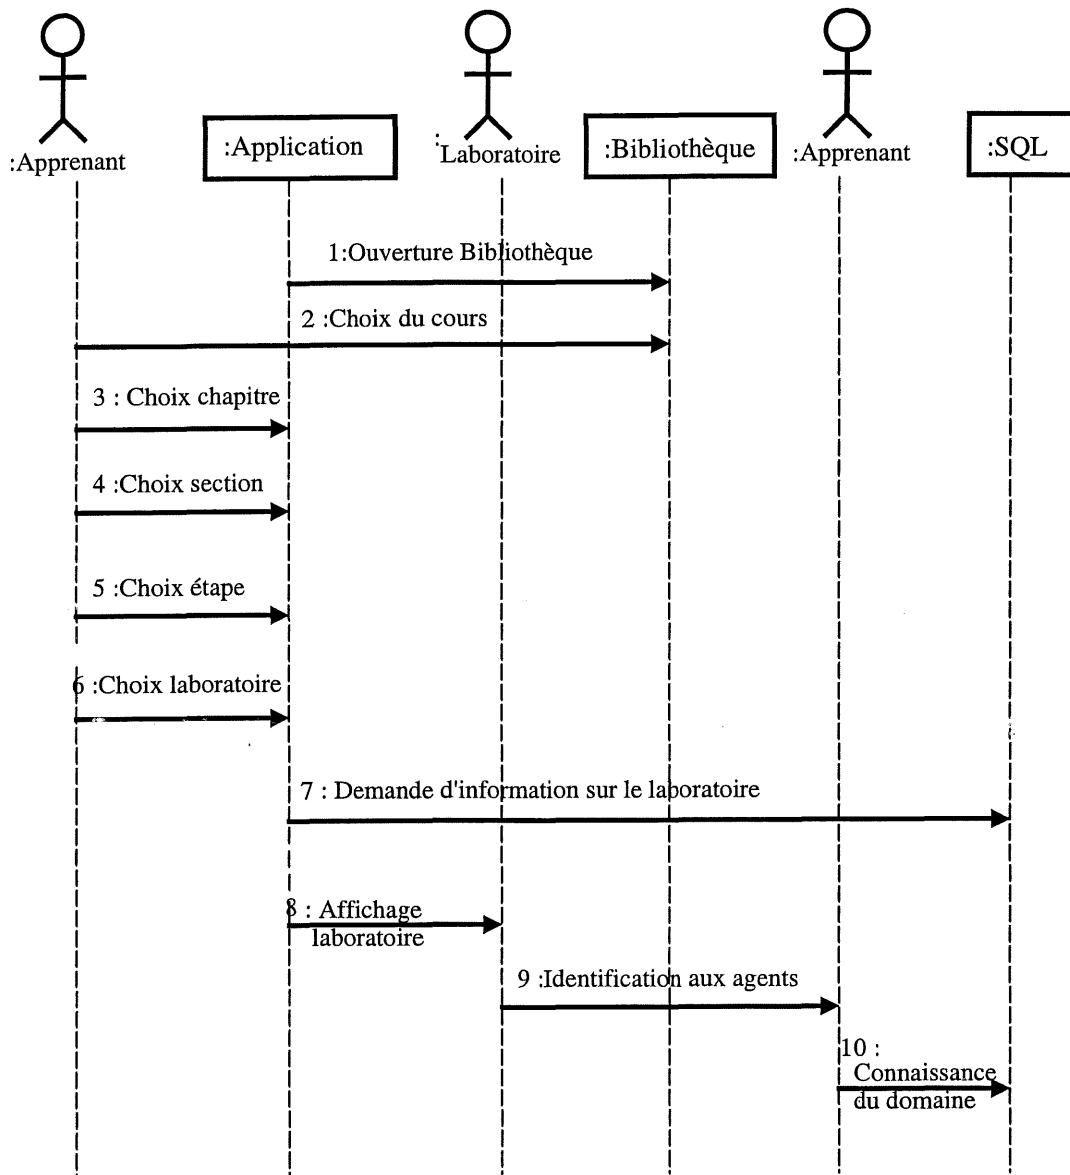 :Apprenant
:Application
:Laboratoire
:Bibliothèque
:Apprenant
:SQL
1:Ouverture Bibliothèque
2 :Choix du cours
3 : Choix chapitre
4 :Choix section
5 :Choix étape
6 :Choix laboratoire
7 : Demande d'information sur le laboratoire
8 : Affichage
laboratoire
9 :Identification aux agents
10 :
Connaissance
du domaine